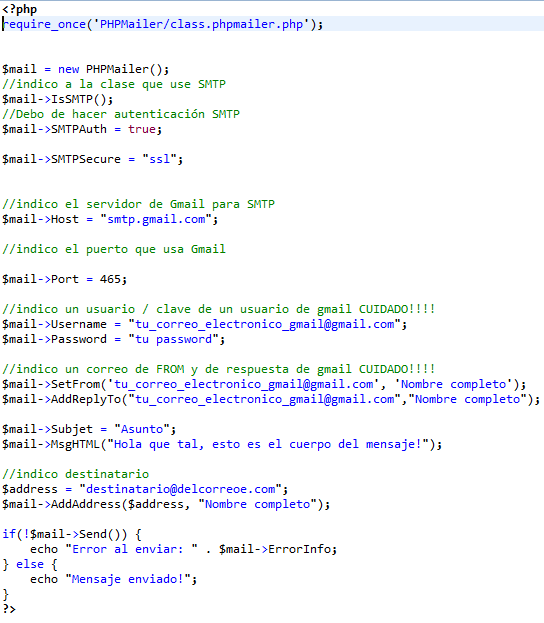 <?php
require_once('PHPMailer/class.phpmailer.php');
$mail = new PHPMailer();
//indico a la clase que use SMTP
$mail->IsSMTP();
//Debo de hacer autenticación SMTP
$mail->SMTPAuth = true;
$mail->SMTPSecure = "ssl";
//indico el servidor de Gmail para SMTP
$mail->Host = "smtp.gmail.com";
//indico el puerto que usa Gmail
$mail->Port = 465;
//indico un usuario / clave de un usuario de gmail CUIDADO!!!!
$mail->Username = "tu_correo_electronico_gmail@gmail.com";
$mail->Password = "tu password";
//indico un correo de FROM y de respuesta de gmail CUIDADO!!!!
$mail->SetFrom('tu_correo_electronico_gmail@gmail.com', 'Nombre completo');
$mail->AddReplyTo("tu_correo_electronico_gmail@gmail.com","Nombre completo");
$mail->Subjet = "Asunto";
$mail->MsgHTML("Hola que tal, esto es el cuerpo del mensaje!");
//indico destinatario
$address = "destinatario@delcorreoe.com";
$mail->AddAddress($address, "Nombre completo");
if(!$mail->Send()) {
    echo "Error al enviar: " . $mail->ErrorInfo;
} else {
    echo "Mensaje enviado!";
}
?>